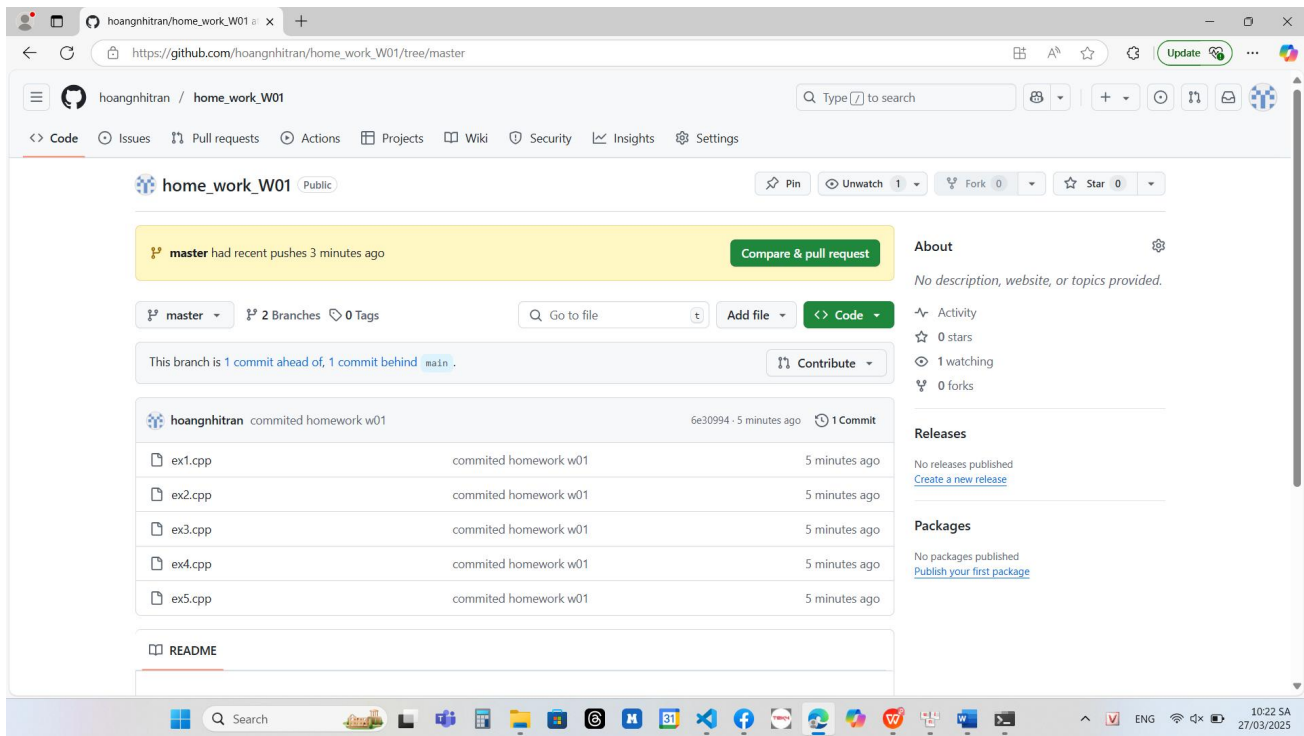 hoangnhitran/home_work_W01 a
https://github.com/hoangnhitran/home_work_W01/tree/master
Update
hoangnhitran / home_work_W01
Type / to search
Code Issues Pull requests Actions Projects Wiki Security Insights Settings
home_work_W01 Public
Pin Unwatch 1 Fork 0 Star 0
master had recent pushes 3 minutes ago
Compare & pull request
master 2 Branches 0 Tags
Go to file t
Add file <> Code
This branch is 1 commit ahead of, 1 commit behind main .
Contribute
hoangnhitran commited homework w01 6e30994 · 5 minutes ago 1 Commit
ex1.cpp commited homework w01 5 minutes ago
ex2.cpp commited homework w01 5 minutes ago
ex3.cpp commited homework w01 5 minutes ago
ex4.cpp commited homework w01 5 minutes ago
ex5.cpp commited homework w01 5 minutes ago
README
About
No description, website, or topics provided.
Activity
0 stars
1 watching
0 forks
Releases
No releases published
Create a new release
Packages
No packages published
Publish your first package
Search
31
ENG
10:22 SA
27/03/2025